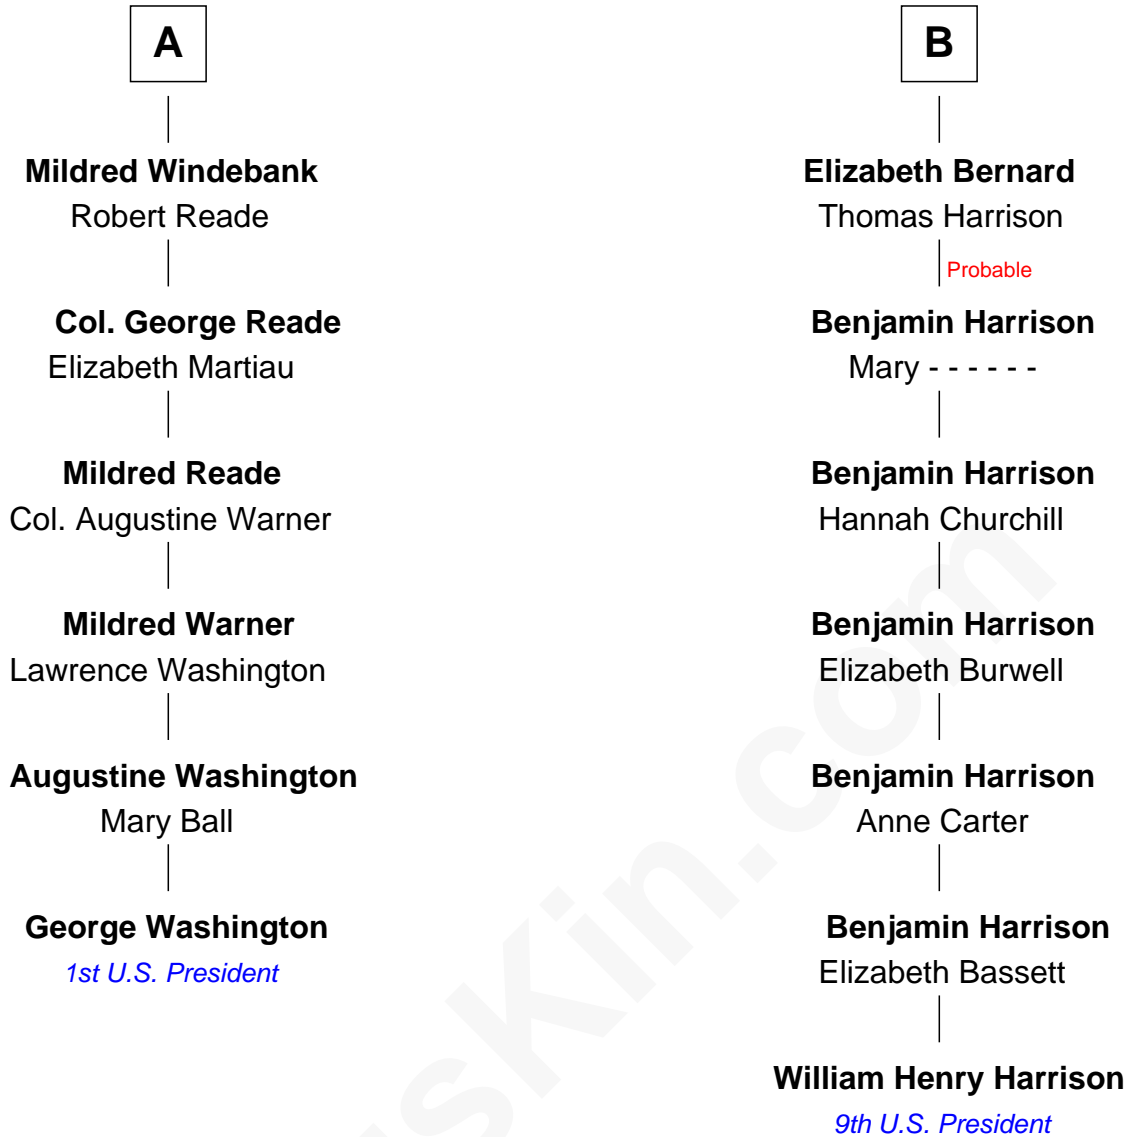 A
Mildred Windebank
Robert Reade
Col. George Reade
Elizabeth Martiau
Mildred Reade
Col. Augustine Warner
Mildred Warner
Lawrence Washington
Augustine Washington
Mary Ball
George Washington
1st U.S. President
B
Elizabeth Bernard
Thomas Harrison
Probable
Benjamin Harrison
Mary - - - - - -
Benjamin Harrison
Hannah Churchill
Benjamin Harrison
Elizabeth Burwell
Benjamin Harrison
Anne Carter
Benjamin Harrison
Elizabeth Bassett
William Henry Harrison
9th U.S. President